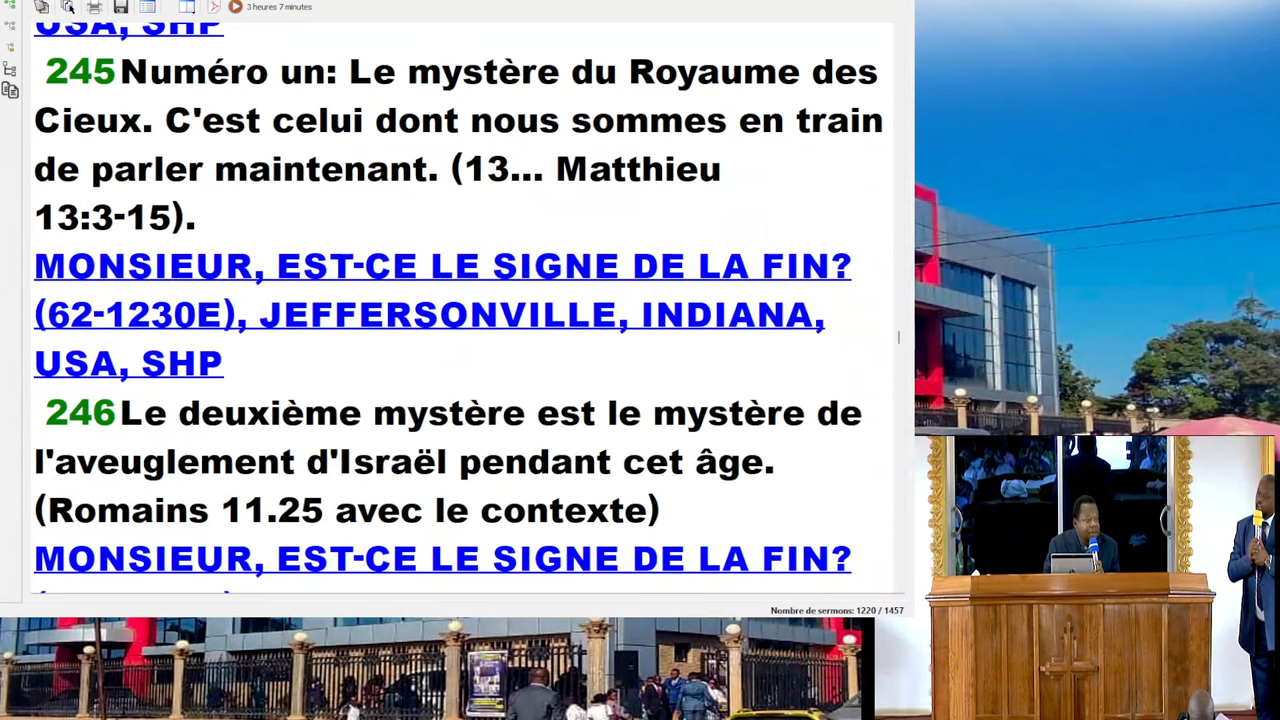 3 heures 7 minutes
USA, SHP
245 Numéro un: Le mystère du Royaume des
Cieux. C'est celui dont nous sommes en train
de parler maintenant. (13... Matthieu
13:3-15).
MONSIEUR, EST-CE LE SIGNE DE LA FIN?
(62-1230E), JEFFERSONVILLE, INDIANA,
USA, SHP
246 Le deuxième mystère est le mystère de
l'aveuglement d'Israël pendant cet âge.
(Romains 11.25 avec le contexte)
MONSIEUR, EST-CE LE SIGNE DE LA FIN?
Nombre de sermons: 1220 / 1457